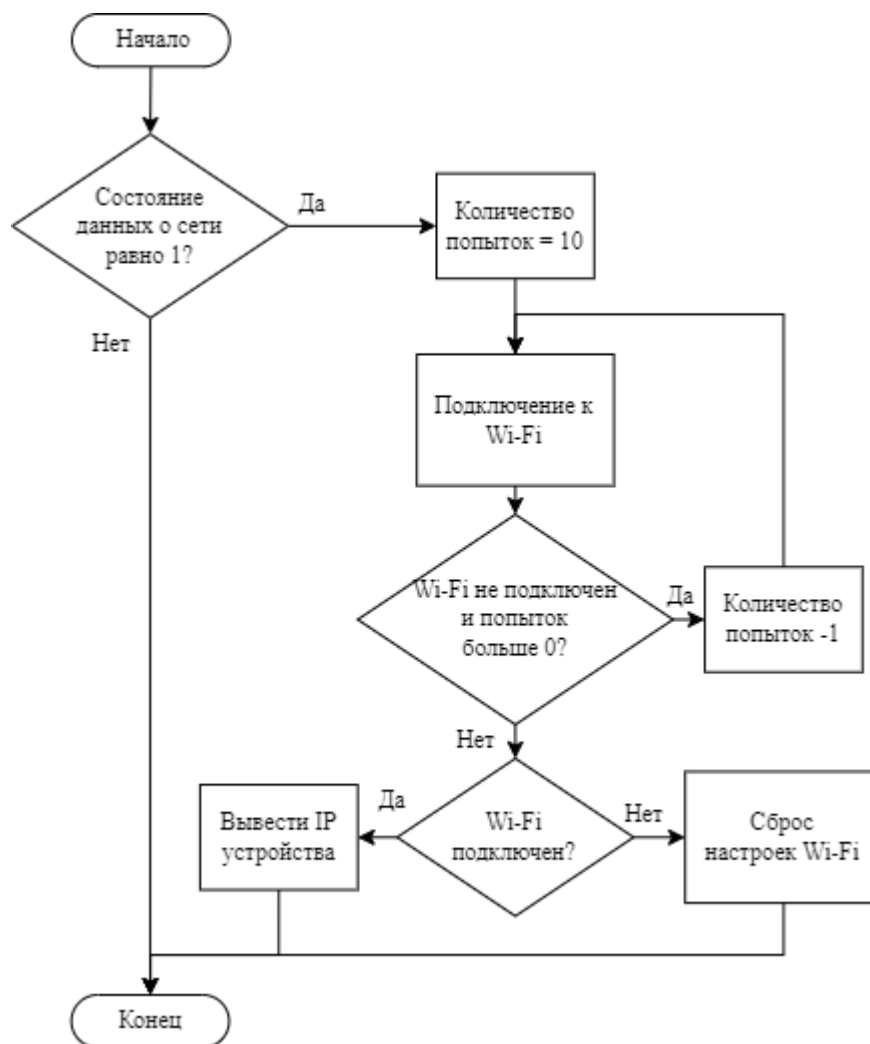 Начало
Состояние
данных о сети
равно 1?
Да
Количество
попыток = 10
Нет
Подключение к
Wi-Fi
Wi-Fi не подключен
и попыток
больше 0?
Да
Количество
попыток -1
Нет
Вывести IP
устройства
Да
Wi-Fi
подключен?
Нет
Сброс
настроек Wi-Fi
Конец